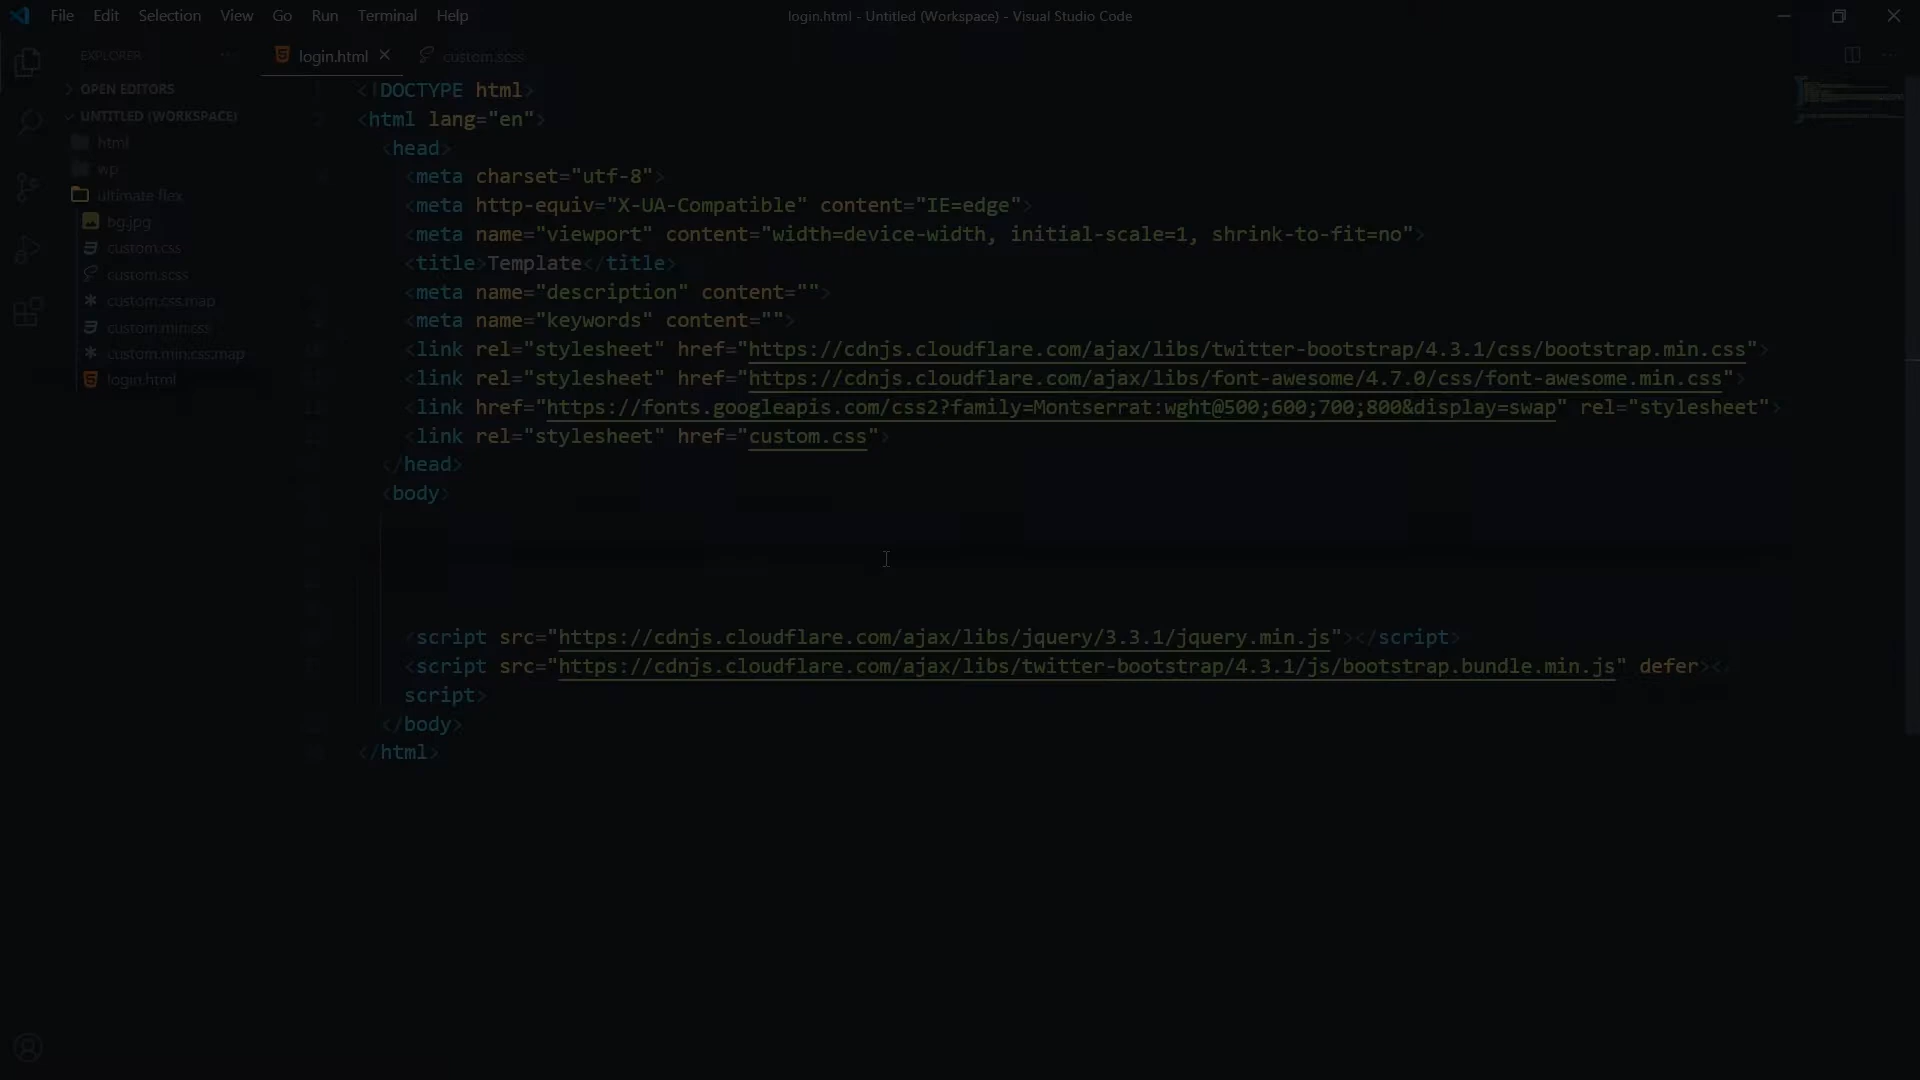 File Edit Selection View Go Run Terminal Help
login.html - Untitled (Workspace) - Visual Studio Code
EXPLORER
login.html
custom.scss
OPEN EDITORS
UNTITLED (WORKSPACE)
html
wp
ultimate flex
bg.jpg
custom.css
custom.scss
custom.css.map
custom.min.css
custom.min.css.map
login.html
<!DOCTYPE html>
<html lang="en">
<head>
<meta charset="utf-8">
<meta http-equiv="X-UA-Compatible" content="IE=edge">
<meta name="viewport" content="width=device-width, initial-scale=1, shrink-to-fit=no">
<title>Template</title>
<meta name="description" content="">
<meta name="keywords" content="">
<link rel="stylesheet" href="https://cdnjs.cloudflare.com/ajax/libs/twitter-bootstrap/4.3.1/css/bootstrap.min.css">
<link rel="stylesheet" href="https://cdnjs.cloudflare.com/ajax/libs/font-awesome/4.7.0/css/font-awesome.min.css">
<link href="https://fonts.googleapis.com/css2?family=Montserrat:wght@500;600;700;800&display=swap" rel="stylesheet">
<link rel="stylesheet" href="custom.css">
</head>
<body>
<script src="https://cdnjs.cloudflare.com/ajax/libs/jquery/3.3.1/jquery.min.js"></script>
<script src="https://cdnjs.cloudflare.com/ajax/libs/twitter-bootstrap/4.3.1/js/bootstrap.bundle.min.js" defer><
script>
</body>
</html>